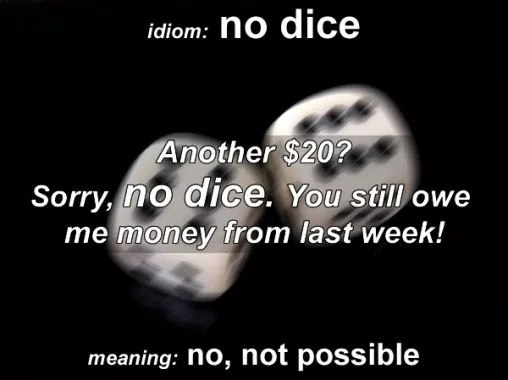 idiom: no dice
Another $20?
Sorry, no dice. You still owe
me money from last week!
meaning: no, not possible